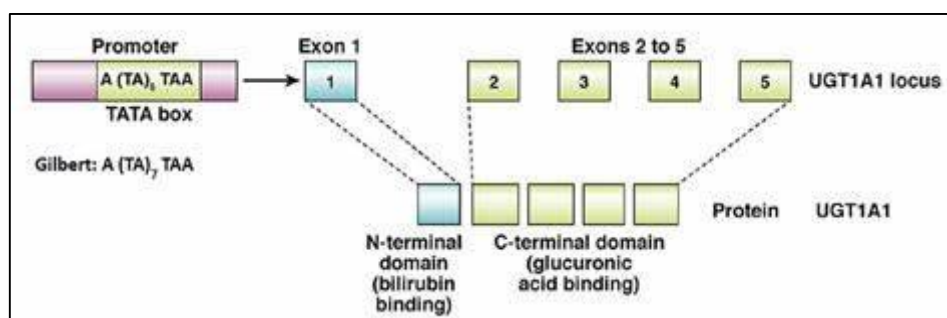 Promoter
Exon 1
Exons 2 to 5
A (TA)₆ TAA
1
2
3
4
5
UGT1A1 locus
TATA box
Gilbert: A (TA)₇ TAA
Protein
UGT1A1
N-terminal
domain
(bilirubin
binding)
C-terminal domain
(glucuronic
acid binding)